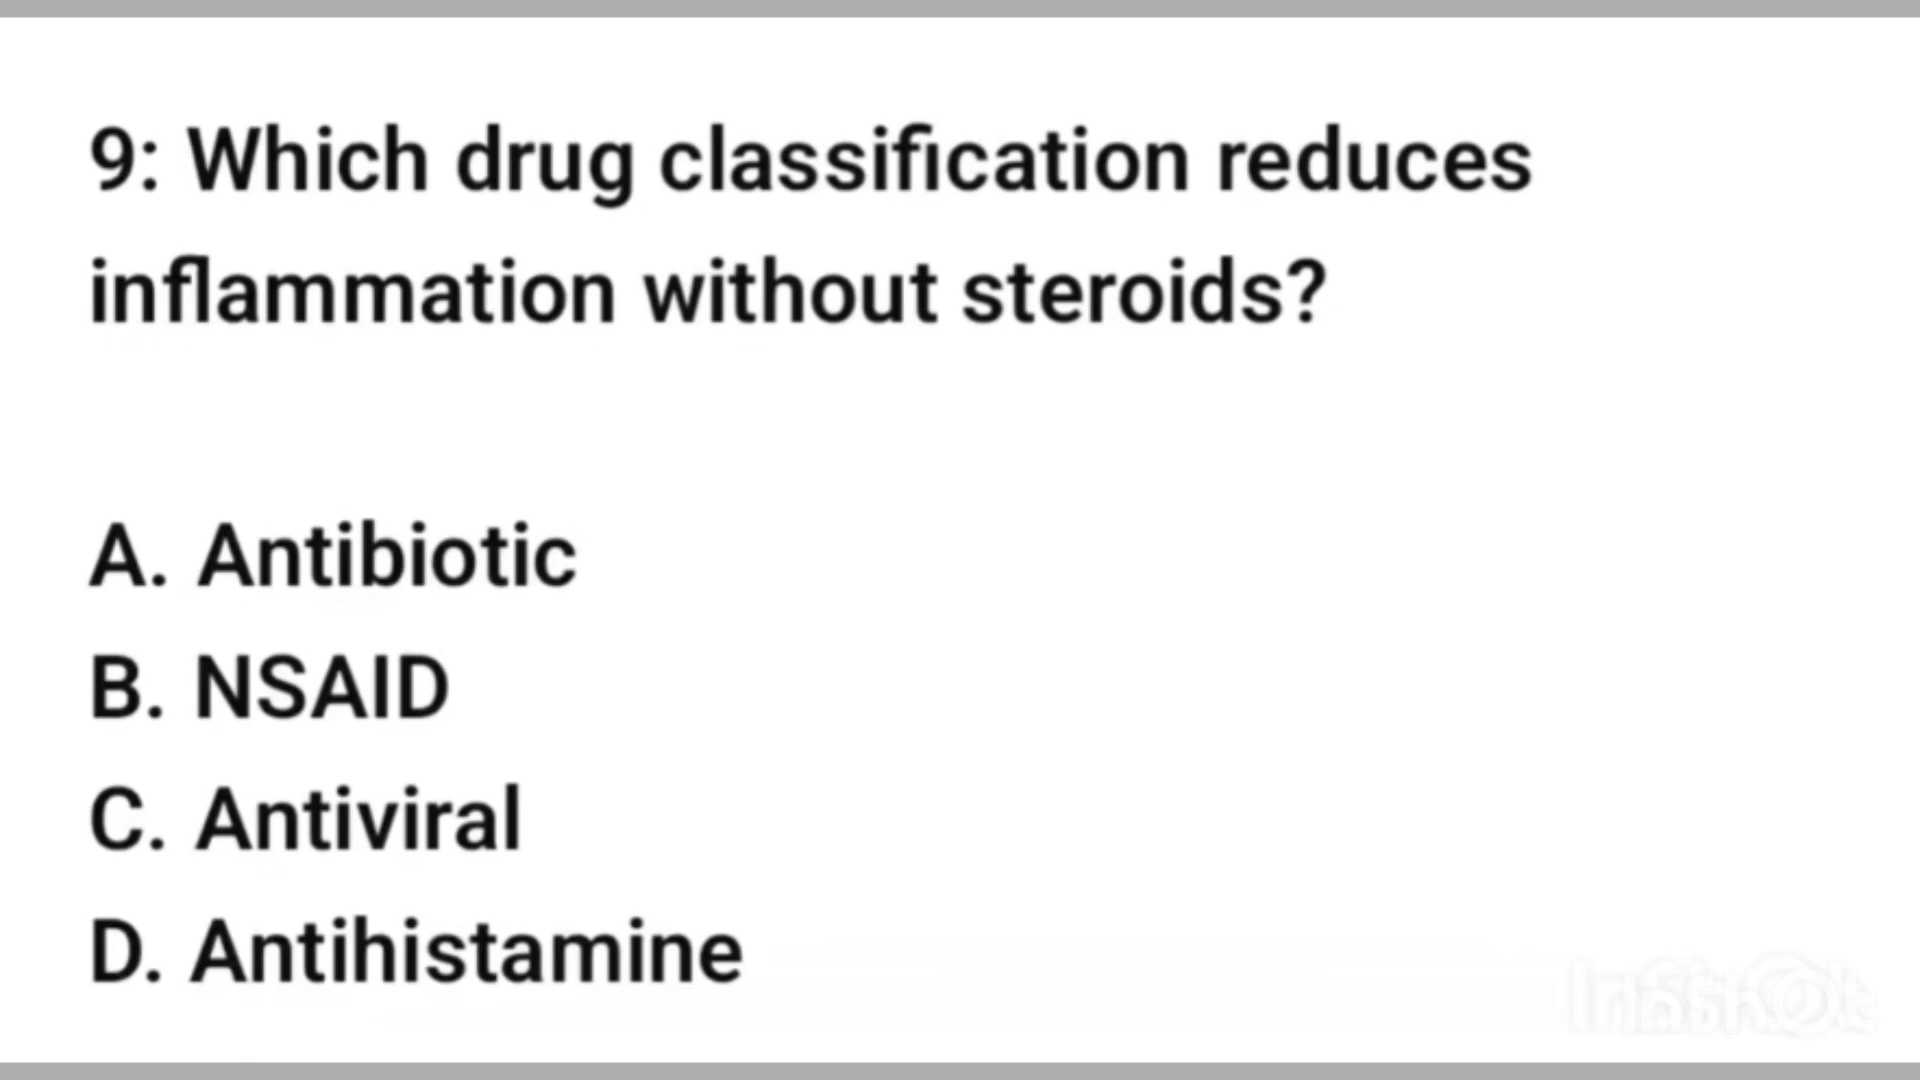 9: Which drug classification reduces
inflammation without steroids?
A. Antibiotic
B. NSAID
C. Antiviral
D. Antihistamine